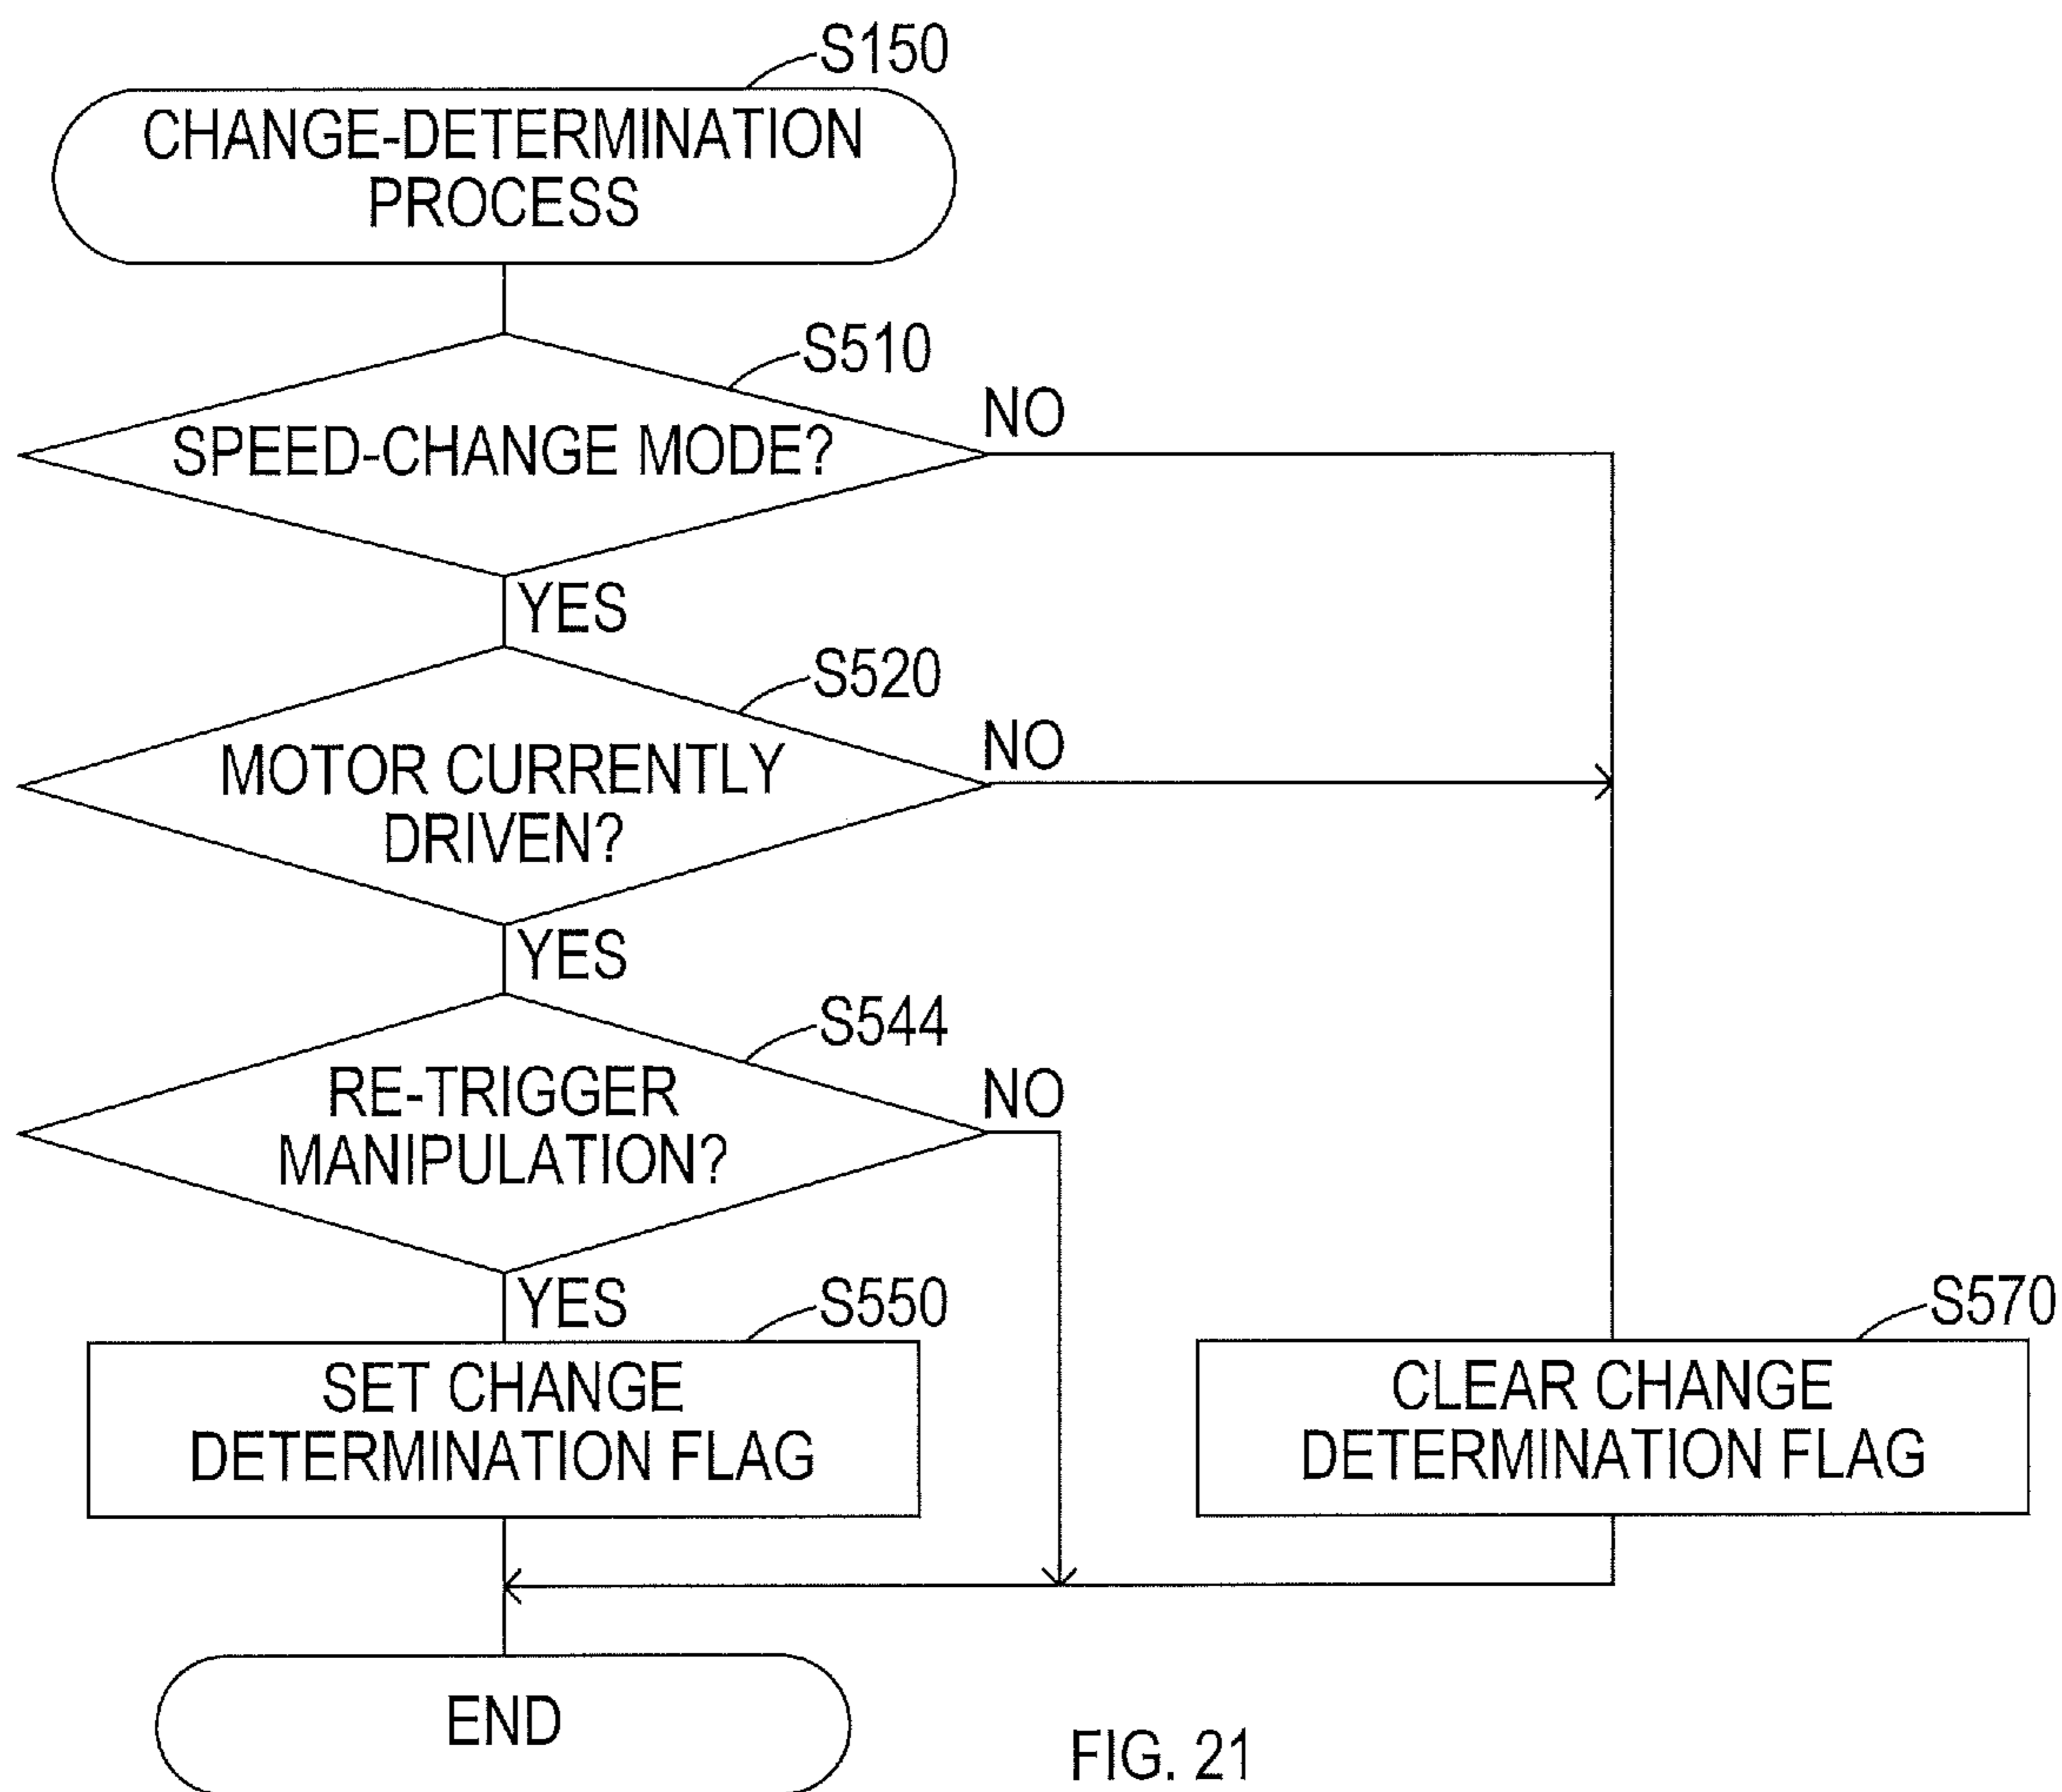 S150
CHANGE-DETERMINATION
PROCESS
S510
SPEED-CHANGE MODE?
NO
YES
S520
MOTOR CURRENTLY
DRIVEN?
NO
YES
S544
RE-TRIGGER
MANIPULATION?
NO
YES
S550
SET CHANGE
DETERMINATION FLAG
S570
CLEAR CHANGE
DETERMINATION FLAG
END
FIG. 21